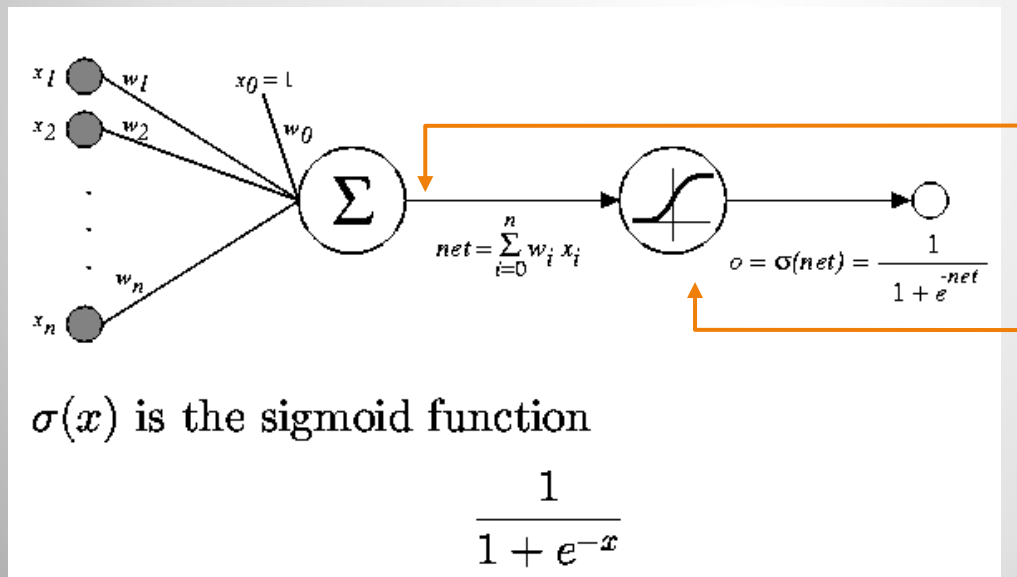 x1 w1
x0 = 1
x2 w2
w0
.
.
.
wn
xn
Σ
net = n∑i=0 wi xi
o = σ(net) = 1 / 1 + e^-net
σ(x) is the sigmoid function
1
1 + e^−x